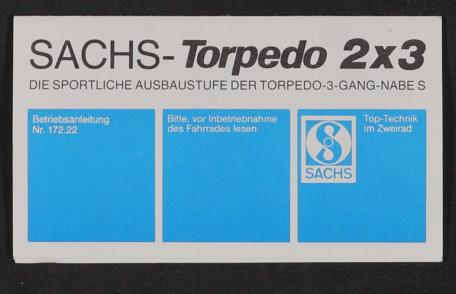 SACHS-Torpedo 2x3
DIE SPORTLICHE AUSBAUSTUFE DER TORPEDO-3-GANG-NABE S
Betriebsanleitung
Nr. 172.22
Bitte, vor Inbetriebnahme
des Fahrrades lesen.
Top-Technik
im Zweirad
SACHS